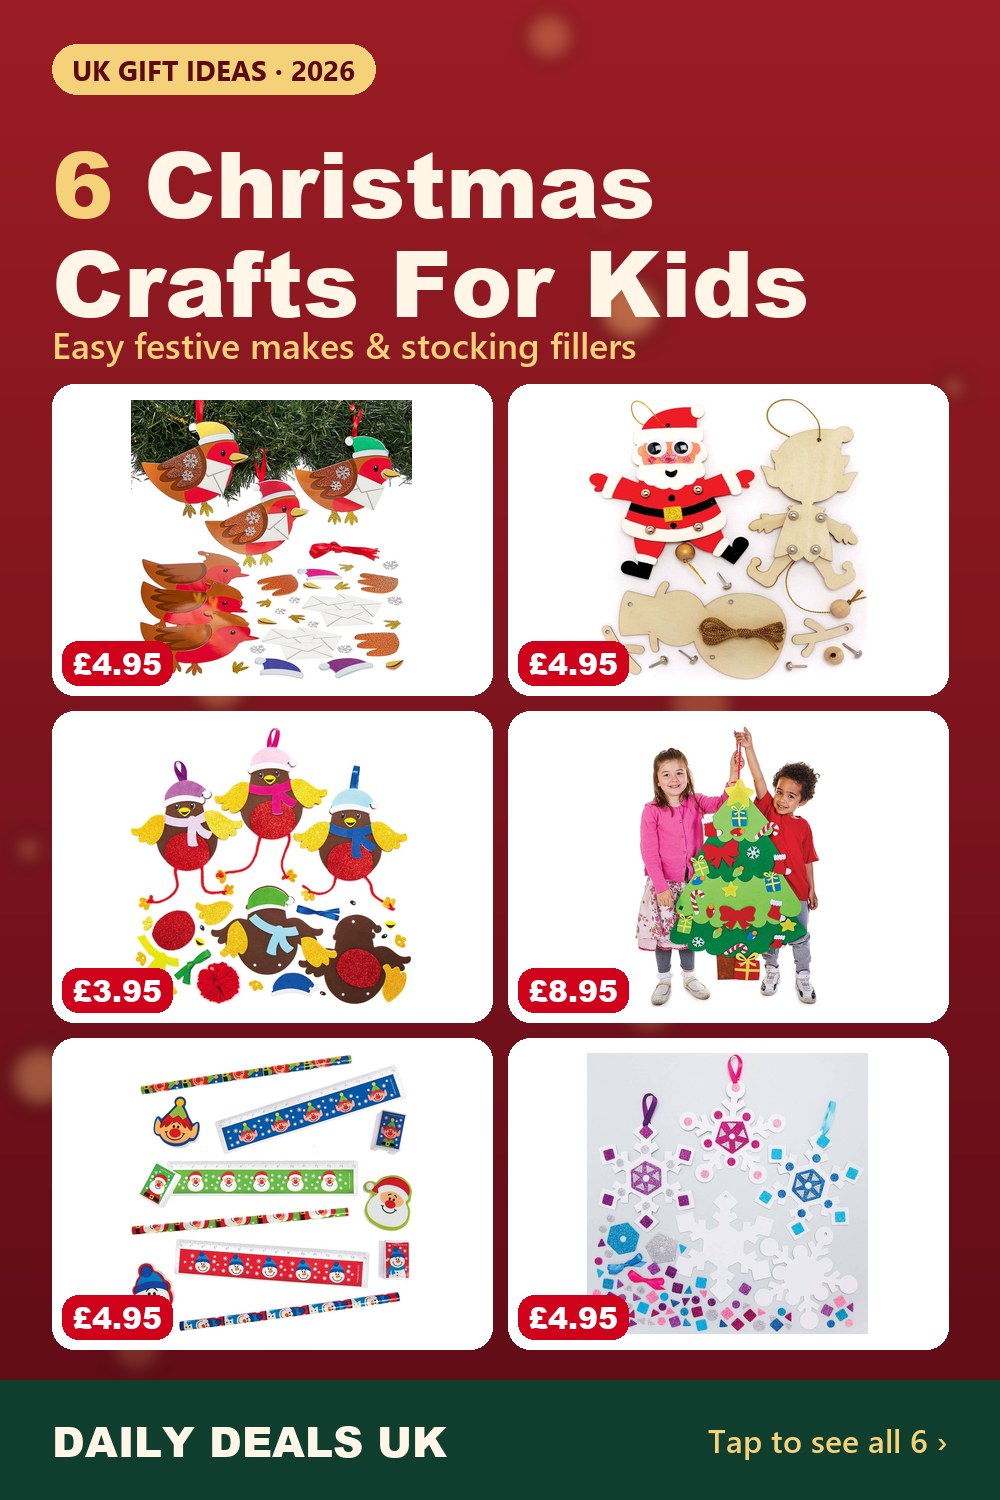 UK GIFT IDEAS · 2026
6 Christmas
Crafts For Kids
Easy festive makes & stocking fillers
£4.95
£4.95
£3.95
£8.95
£4.95
£4.95
DAILY DEALS UK
Tap to see all 6 ›